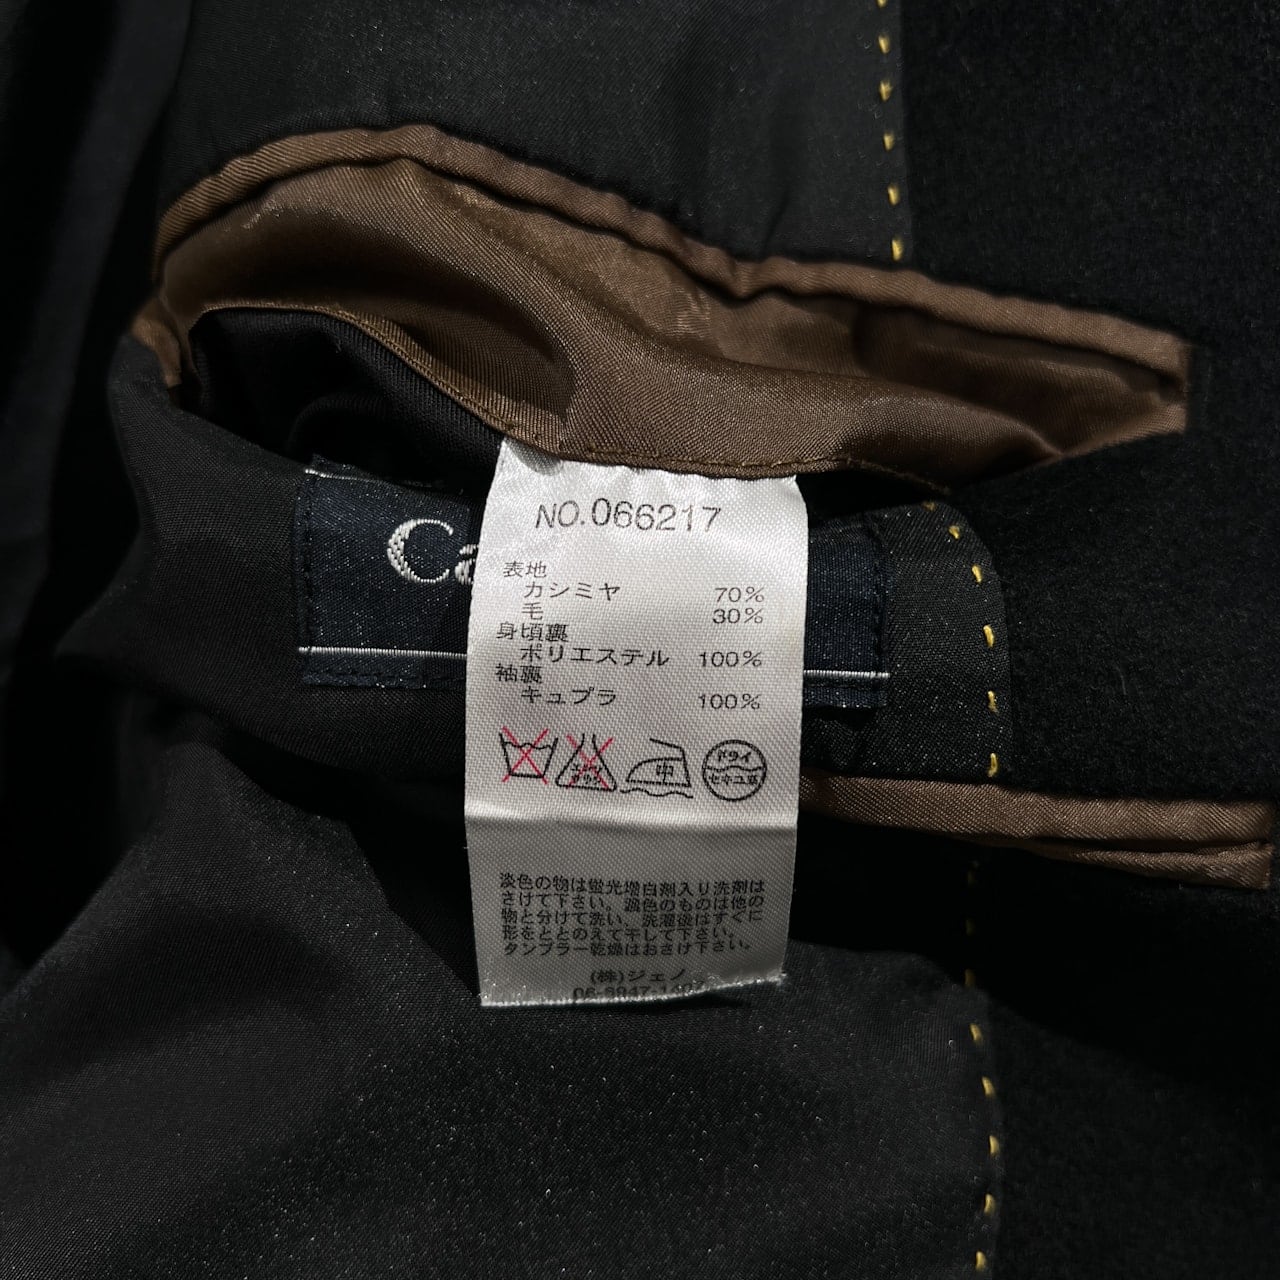 NO.066217
Ca
表地
カシミヤ 70%
毛 30%
身頃裏
ポリエステル 100%
袖裏
キュプラ 100%
中
ドライ
セキユ系
淡色の物は蛍光増白剤入り洗剤は
さけて下さい。濃色のものは他の
物と分けて洗い、洗濯後はすぐに
形をととのえて干して下さい。
タンブラー乾燥はおさけ下さい。
(株)ジェノ